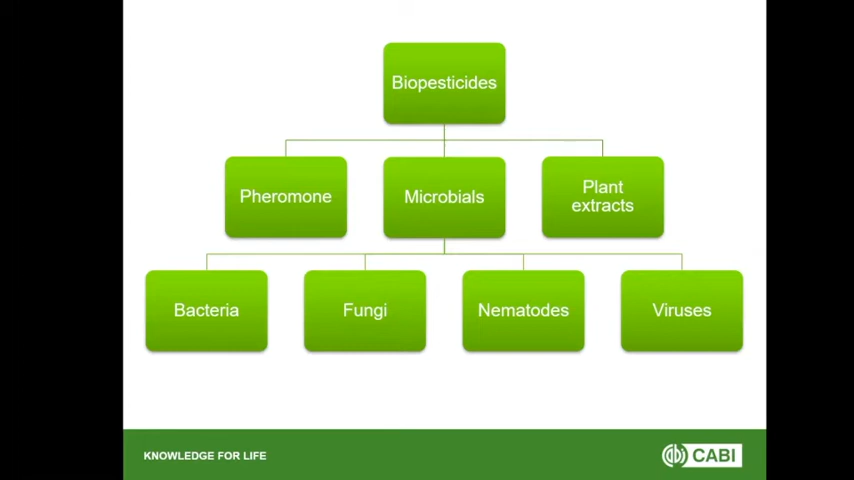 Biopesticides
Pheromone
Microbials
Plant
extracts
Bacteria
Fungi
Nematodes
Viruses
KNOWLEDGE FOR LIFE
CABI